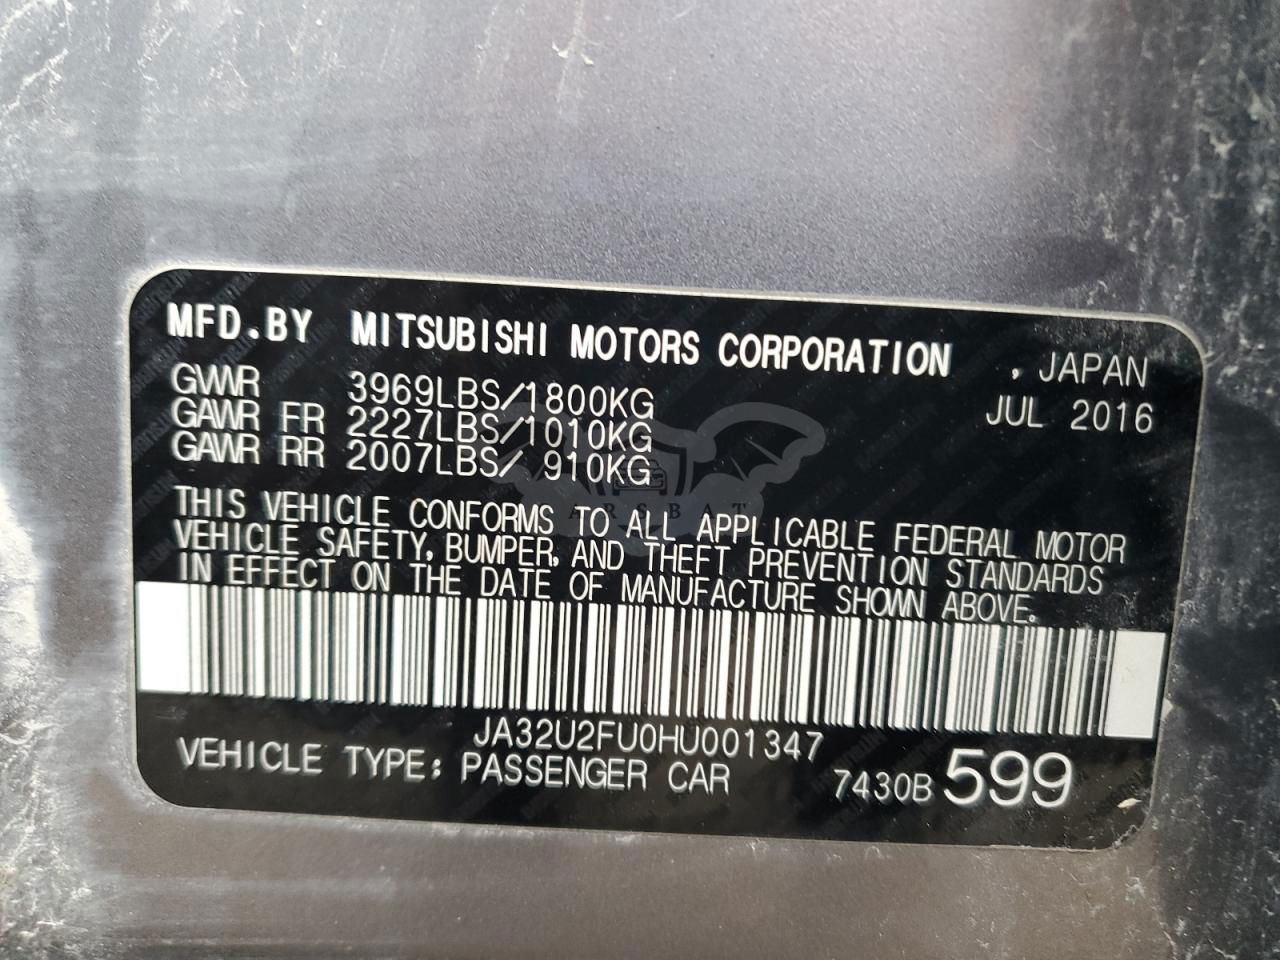 MFD.BY MITSUBISHI MOTORS CORPORATION , JAPAN
GVWR 3969LBS/1800KG JUL 2016
GAWR FR 2227LBS/1010KG
GAWR RR 2007LBS/ 910KG
THIS VEHICLE CONFORMS TO ALL APPLICABLE FEDERAL MOTOR
VEHICLE SAFETY, BUMPER, AND THEFT PREVENTION STANDARDS
IN EFFECT ON THE DATE OF MANUFACTURE SHOWN ABOVE.
JA32U2FU0HU001347
VEHICLE TYPE: PASSENGER CAR 7430B 599
ARSBAT